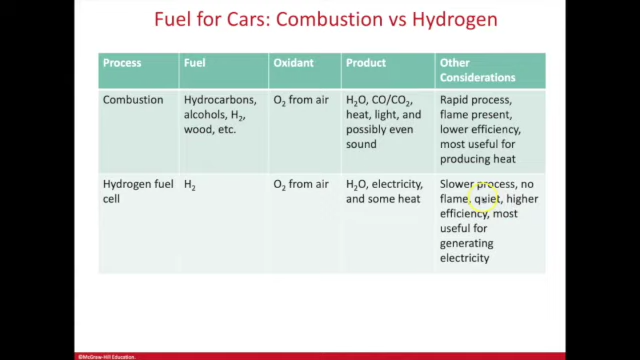 Fuel for Cars: Combustion vs Hydrogen
Process
Fuel
Oxidant
Product
Other
Considerations
Combustion
Hydrocarbons,
alcohols, H₂,
wood, etc.
O₂ from air
H₂O, CO/CO₂,
heat, light, and
possibly even
sound
Rapid process,
flame present,
lower efficiency,
most useful for
producing heat
Hydrogen fuel
cell
H₂
O₂ from air
H₂O, electricity,
and some heat
Slower process, no
flame, quiet, higher
efficiency, most
useful for
generating
electricity
©McGraw-Hill Education.